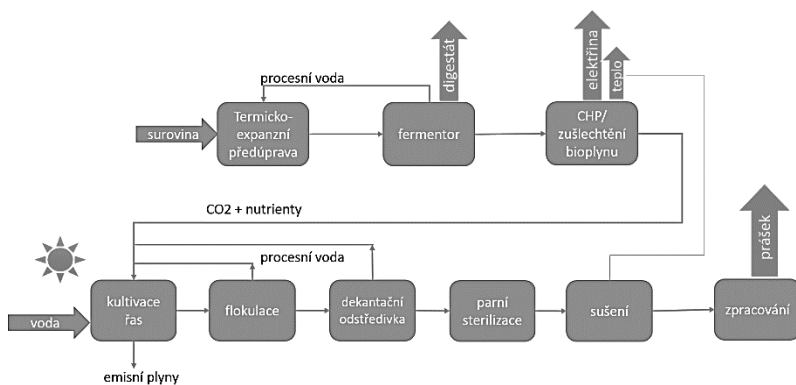 digestát
elektřina
teplo
procesní voda
surovina
Termicko-
expanzní
předúprava
fermentor
CHP/
zušlechtění
bioplynu
CO2 + nutrienty
prášek
procesní voda
voda
kultivace
řas
flokulace
dekantační
odstředivka
parní
sterilizace
sušení
zpracování
emisní plyny